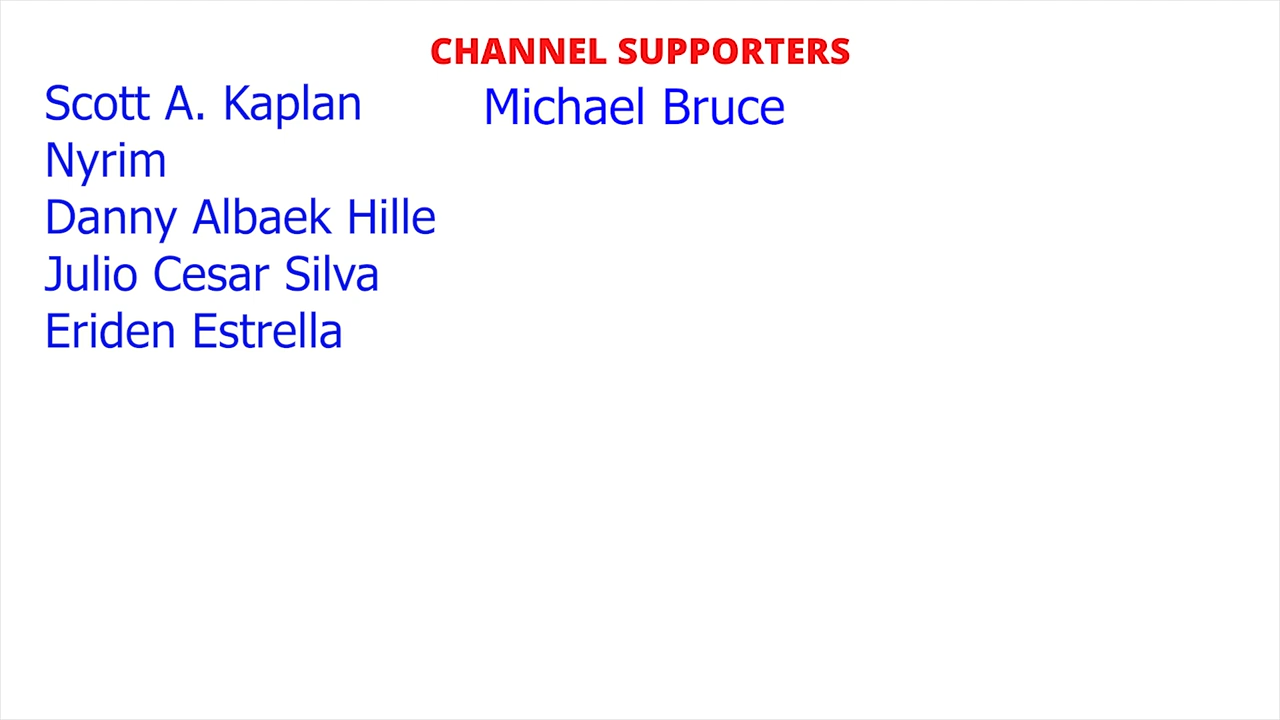 CHANNEL SUPPORTERS
Scott A. Kaplan
Nyrim
Danny Albaek Hille
Julio Cesar Silva
Eriden Estrella
Michael Bruce